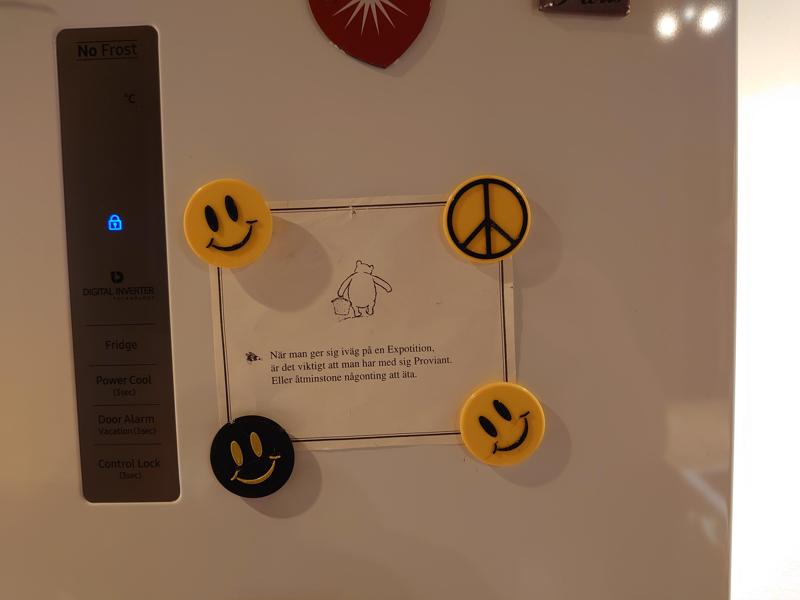 No Frost
°C
DIGITAL INVERTER
TECHNOLOGY
Fridge
Power Cool
(3sec)
Door Alarm
Vacation(3sec)
Control Lock
(3sec)
När man ger sig iväg på en Expotition,
är det viktigt att man har med sig Proviant.
Eller åtminstone någonting att äta.